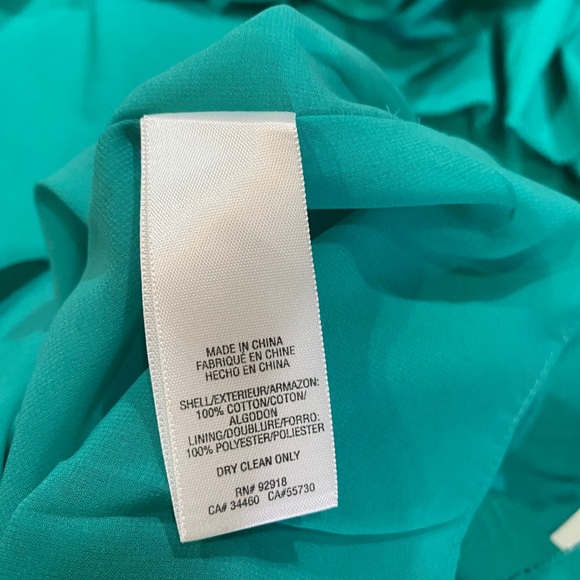 MADE IN CHINA
FABRIQUÉ EN CHINE
HECHO EN CHINA
SHELL/EXTERIEUR/ARMAZON:
100% COTTON/COTON/
ALGODON
LINING/DOUBLURE/FORRO:
100% POLYESTER/POLIESTER
DRY CLEAN ONLY
RN# 92918
CA# 34460 CA#55730